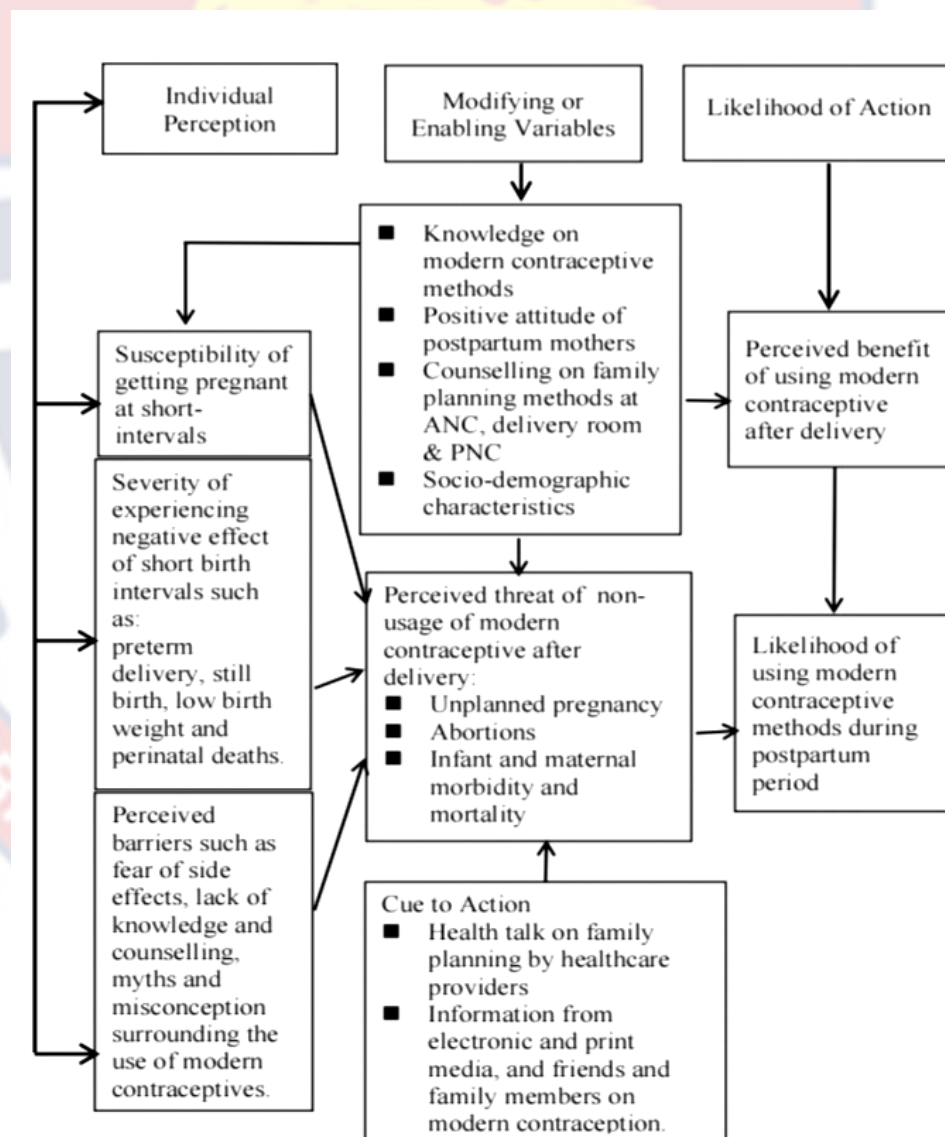 Individual
Perception
Modifying or
Enabling Variables
Likelihood of Action
■ Knowledge on
modern contraceptive
methods
■ Positive attitude of
postpartum mothers
■ Counselling on family
planning methods at
ANC, delivery room
& PNC
■ Socio-demographic
characteristics
Susceptibility of
getting pregnant
at short-
intervals
Perceived benefit
of using modern
contraceptive
after delivery
Severity of
experiencing
negative effect
of short birth
intervals such
as:
preterm
delivery, still
birth, low birth
weight and
perinatal deaths.
Perceived threat of non-
usage of modern
contraceptive after
delivery:
■ Unplanned pregnancy
■ Abortions
■ Infant and maternal
morbidity and
mortality
Likelihood of
using modern
contraceptive
methods during
postpartum
period
Perceived
barriers such as
fear of side
effects, lack of
knowledge and
counselling,
myths and
misconception
surrounding the
use of modern
contraceptives.
Cue to Action
■ Health talk on family
planning by healthcare
providers
■ Information from
electronic and print
media, and friends and
family members on
modern contraception.